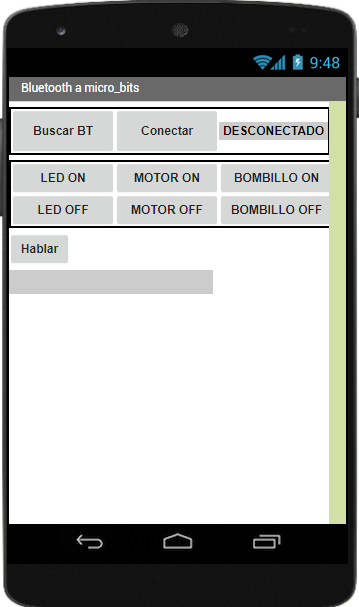 9:48
Bluetooth a micro_bits
Buscar BT Conectar DESCONECTADO
LED ON MOTOR ON BOMBILLO ON
LED OFF MOTOR OFF BOMBILLO OFF
Hablar